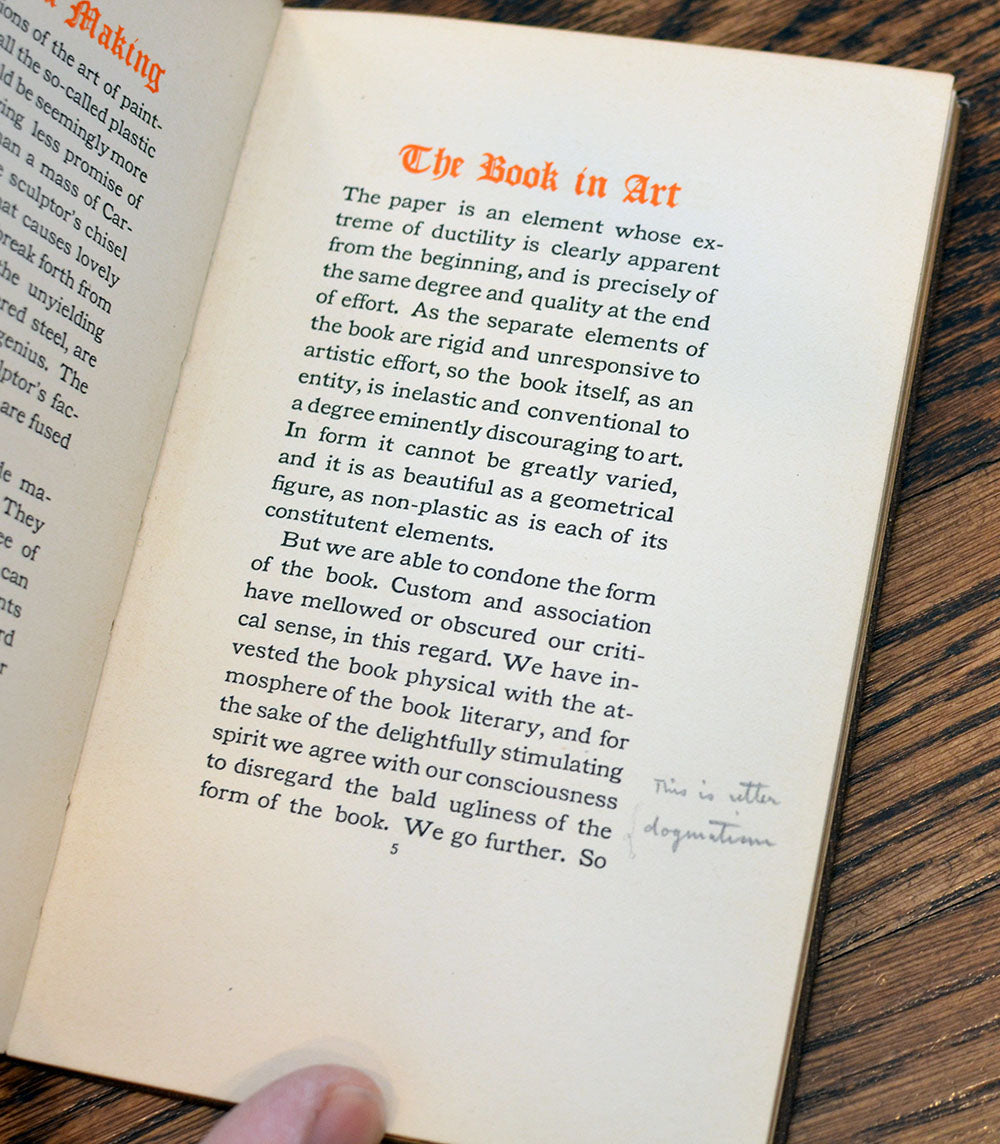 n Making
ions of the art of paint-
all the so-called plastic
ld be seemingly more
ring less promise of
an a mass of Car-
sculptor's chisel
at causes lovely
break forth from
the unyielding
red steel, are
genius. The
ptor's fac-
are fused
le ma-
They
ee of
can
nts
rd
r
The Book in Art
The paper is an element whose ex-
treme of ductility is clearly apparent
from the beginning, and is precisely of
the same degree and quality at the end
of effort. As the separate elements of
the book are rigid and unresponsive to
artistic effort, so the book itself, as an
entity, is inelastic and conventional to
a degree eminently discouraging to art.
In form it cannot be greatly varied,
and it is as beautiful as a geometrical
figure, as non-plastic as is each of its
constitutent elements.
But we are able to condone the form
of the book. Custom and association
have mellowed or obscured our criti-
cal sense, in this regard. We have in-
vested the book physical with the at-
mosphere of the book literary, and for
the sake of the delightfully stimulating
spirit we agree with our consciousness
to disregard the bald ugliness of the
form of the book. We go further. So
This is utter
dogmatism
5